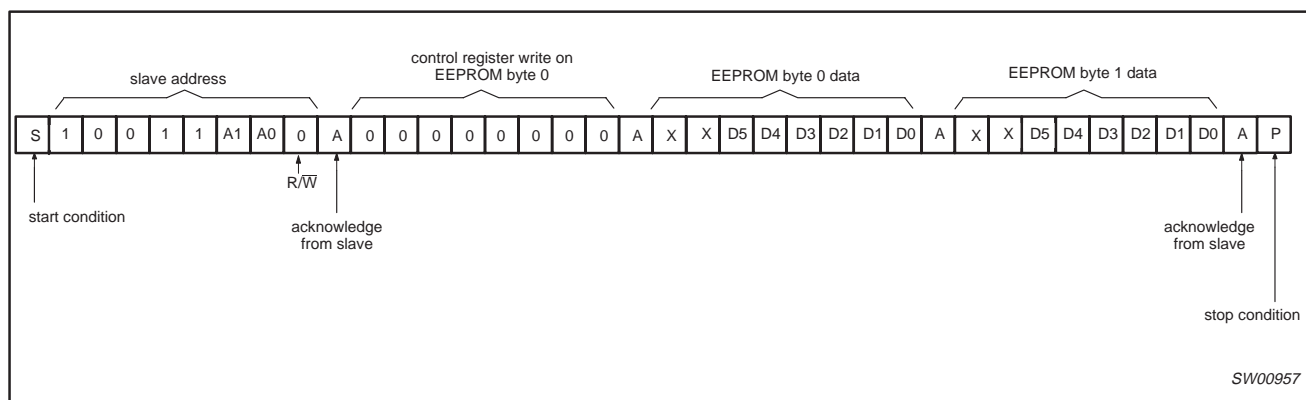 control register write on
EEPROM byte 0
slave address
EEPROM byte 0 data
EEPROM byte 1 data
S 1 0 0 1 1 A1 A0 0 A 0 0 0 0 0 0 0 0 A X X D5 D4 D3 D2 D1 D0 A X X D5 D4 D3 D2 D1 D0 A P
R/W̅
start condition
acknowledge
from slave
acknowledge
from slave
stop condition
SW00957